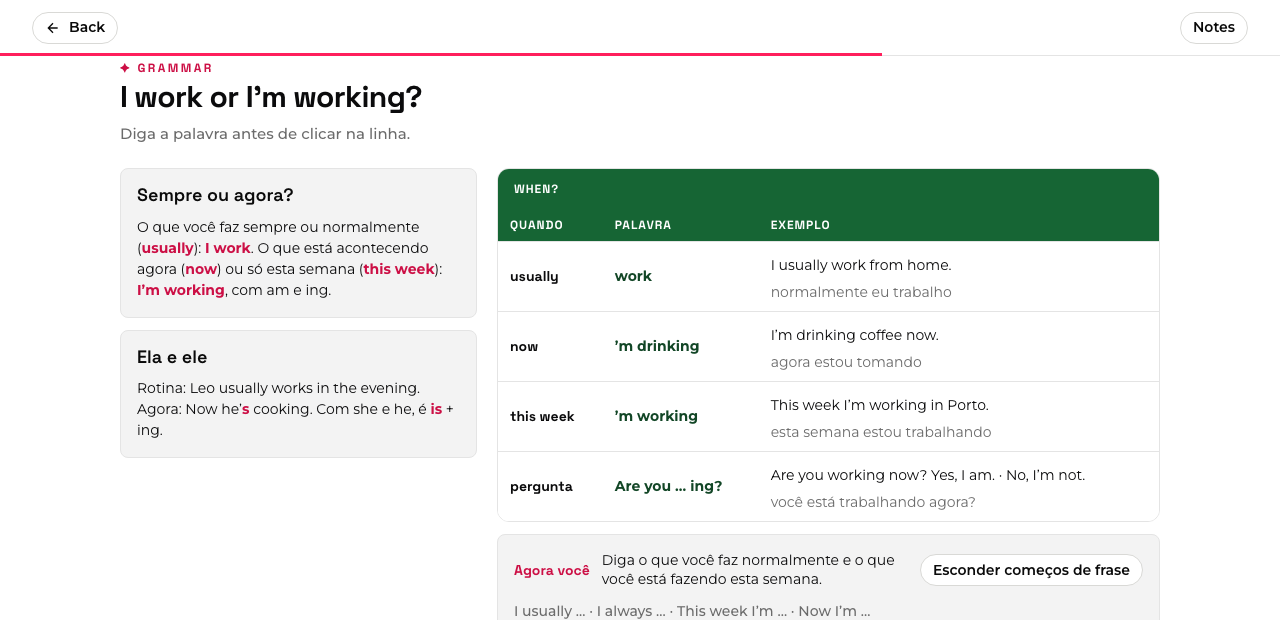 Back
Notes
GRAMMAR
I work or I'm working?
Diga a palavra antes de clicar na linha.
Sempre ou agora?
O que você faz sempre ou normalmente
(usually): I work. O que está acontecendo
agora (now) ou só esta semana (this week):
I'm working, com am e ing.
Ela e ele
Rotina: Leo usually works in the evening.
Agora: Now he's cooking. Com she e he, é is +
ing.
WHEN?
QUANDO PALAVRA EXEMPLO
usually work I usually work from home.
normalmente eu trabalho
now 'm drinking I'm drinking coffee now.
agora estou tomando
this week 'm working This week I'm working in Porto.
esta semana estou trabalhando
pergunta Are you ... ing? Are you working now? Yes, I am. · No, I'm not.
você está trabalhando agora?
Agora você Diga o que você faz normalmente e o que
você está fazendo esta semana.
Esconder começos de frase
I usually ... · I always ... · This week I'm ... · Now I'm ...